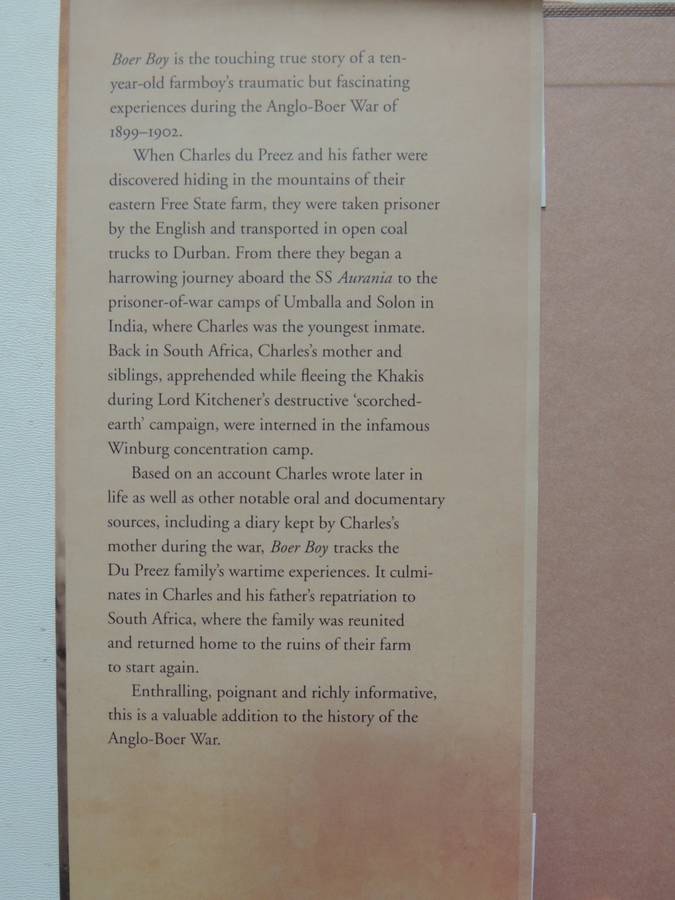 Boer Boy is the touching true story of a ten-
year-old farmboy's traumatic but fascinating
experiences during the Anglo-Boer War of
1899–1902.
When Charles du Preez and his father were
discovered hiding in the mountains of their
eastern Free State farm, they were taken prisoner
by the English and transported in open coal
trucks to Durban. From there they began a
harrowing journey aboard the SS Aurania to the
prisoner-of-war camps of Umballa and Solon in
India, where Charles was the youngest inmate.
Back in South Africa, Charles's mother and
siblings, apprehended while fleeing the Khakis
during Lord Kitchener's destructive ‘scorched-
earth’ campaign, were interned in the infamous
Winburg concentration camp.
Based on an account Charles wrote later in
life as well as other notable oral and documentary
sources, including a diary kept by Charles's
mother during the war, Boer Boy tracks the
Du Preez family's wartime experiences. It culmi-
nates in Charles and his father's repatriation to
South Africa, where the family was reunited
and returned home to the ruins of their farm
to start again.
Enthralling, poignant and richly informative,
this is a valuable addition to the history of the
Anglo-Boer War.